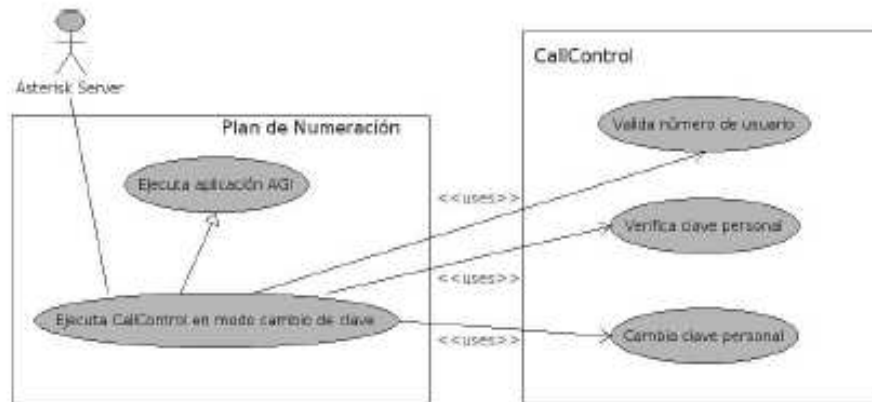 Asterisk Server
CallControl
Plan de Numeración
Valida número de usuario
Ejecuta aplicación AGI
<<uses>>
Verifica clave personal
<<uses>>
Ejecuta CallControl en modo cambio de clave
Cambio clave personal
<<uses>>